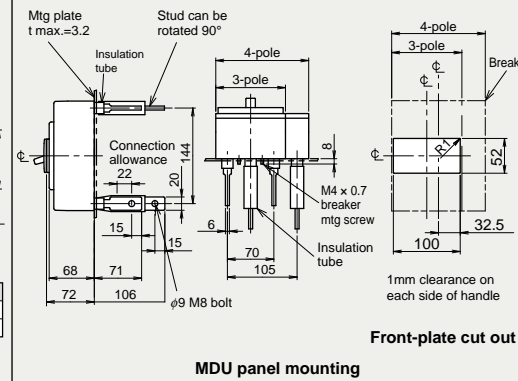 Mtg plate
t max.=3.2
Insulation
tube
Stud can be
rotated 90°
Connection
allowance
22
144
20
15
15
68
71
72
106
φ9 M8 bolt
℄
4-pole
3-pole
8
M4 × 0.7
breaker
mtg screw
6
70
105
Insulation
tube
4-pole
3-pole
Break
℄
℄
℄
R1
52
32.5
100
1mm clearance on
each side of handle
Front-plate cut out
MDU panel mounting